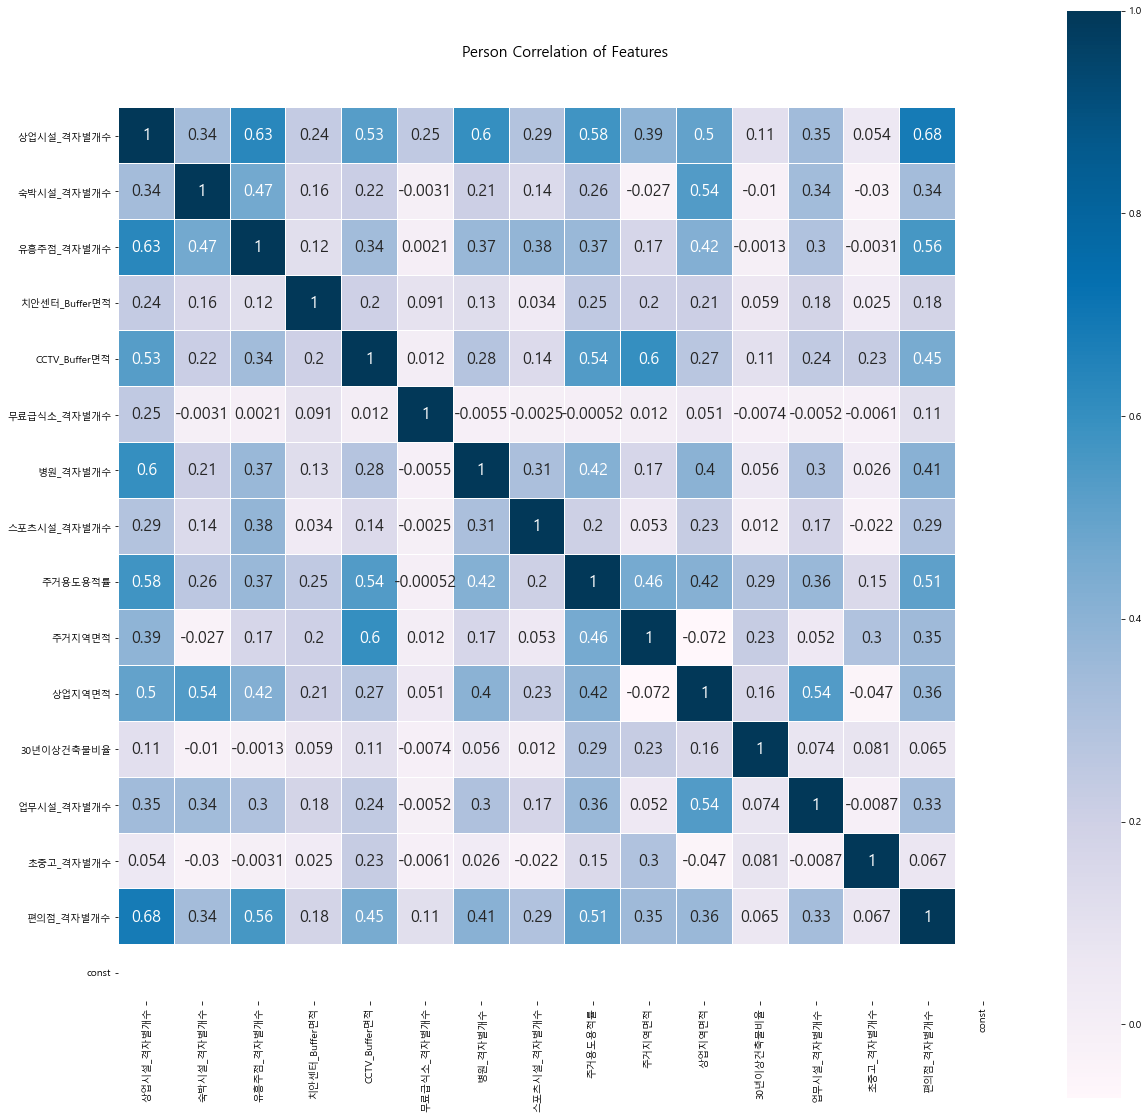 Person Correlation of Features
상업시설_격자별개수 1 0.34 0.63 0.24 0.53 0.25 0.6 0.29 0.58 0.39 0.5 0.11 0.35 0.054 0.68
숙박시설_격자별개수 0.34 1 0.47 0.16 0.22 -0.0031 0.21 0.14 0.26 -0.027 0.54 -0.01 0.34 -0.03 0.34
유흥주점_격자별개수 0.63 0.47 1 0.12 0.34 0.0021 0.37 0.38 0.37 0.17 0.42 -0.0013 0.3 -0.0031 0.56
치안센터_Buffer면적 0.24 0.16 0.12 1 0.2 0.091 0.13 0.034 0.25 0.2 0.21 0.059 0.18 0.025 0.18
CCTV_Buffer면적 0.53 0.22 0.34 0.2 1 0.012 0.28 0.14 0.54 0.6 0.27 0.11 0.24 0.23 0.45
무료급식소_격자별개수 0.25 -0.0031 0.0021 0.091 0.012 1 -0.0055 -0.0025 -0.00052 0.012 0.051 -0.0074 -0.0052 -0.0061 0.11
병원_격자별개수 0.6 0.21 0.37 0.13 0.28 -0.0055 1 0.31 0.42 0.17 0.4 0.056 0.3 0.026 0.41
스포츠시설_격자별개수 0.29 0.14 0.38 0.034 0.14 -0.0025 0.31 1 0.2 0.053 0.23 0.012 0.17 -0.022 0.29
주거용도용적률 0.58 0.26 0.37 0.25 0.54 -0.00052 0.42 0.2 1 0.46 0.42 0.29 0.36 0.15 0.51
주거지역면적 0.39 -0.027 0.17 0.2 0.6 0.012 0.17 0.053 0.46 1 -0.072 0.23 0.052 0.3 0.35
상업지역면적 0.5 0.54 0.42 0.21 0.27 0.051 0.4 0.23 0.42 -0.072 1 0.16 0.54 -0.047 0.36
30년이상건축물비율 0.11 -0.01 -0.0013 0.059 0.11 -0.0074 0.056 0.012 0.29 0.23 0.16 1 0.074 0.081 0.065
업무시설_격자별개수 0.35 0.34 0.3 0.18 0.24 -0.0052 0.3 0.17 0.36 0.052 0.54 0.074 1 -0.0087 0.33
초중고_격자별개수 0.054 -0.03 -0.0031 0.025 0.23 -0.0061 0.026 -0.022 0.15 0.3 -0.047 0.081 -0.0087 1 0.067
편의점_격자별개수 0.68 0.34 0.56 0.18 0.45 0.11 0.41 0.29 0.51 0.35 0.36 0.065 0.33 0.067 1
const
상업시설_격자별개수
숙박시설_격자별개수
유흥주점_격자별개수
치안센터_Buffer면적
CCTV_Buffer면적
무료급식소_격자별개수
병원_격자별개수
스포츠시설_격자별개수
주거용도용적률
주거지역면적
상업지역면적
30년이상건축물비율
업무시설_격자별개수
초중고_격자별개수
편의점_격자별개수
const
1.0
0.8
0.6
0.4
0.2
0.0